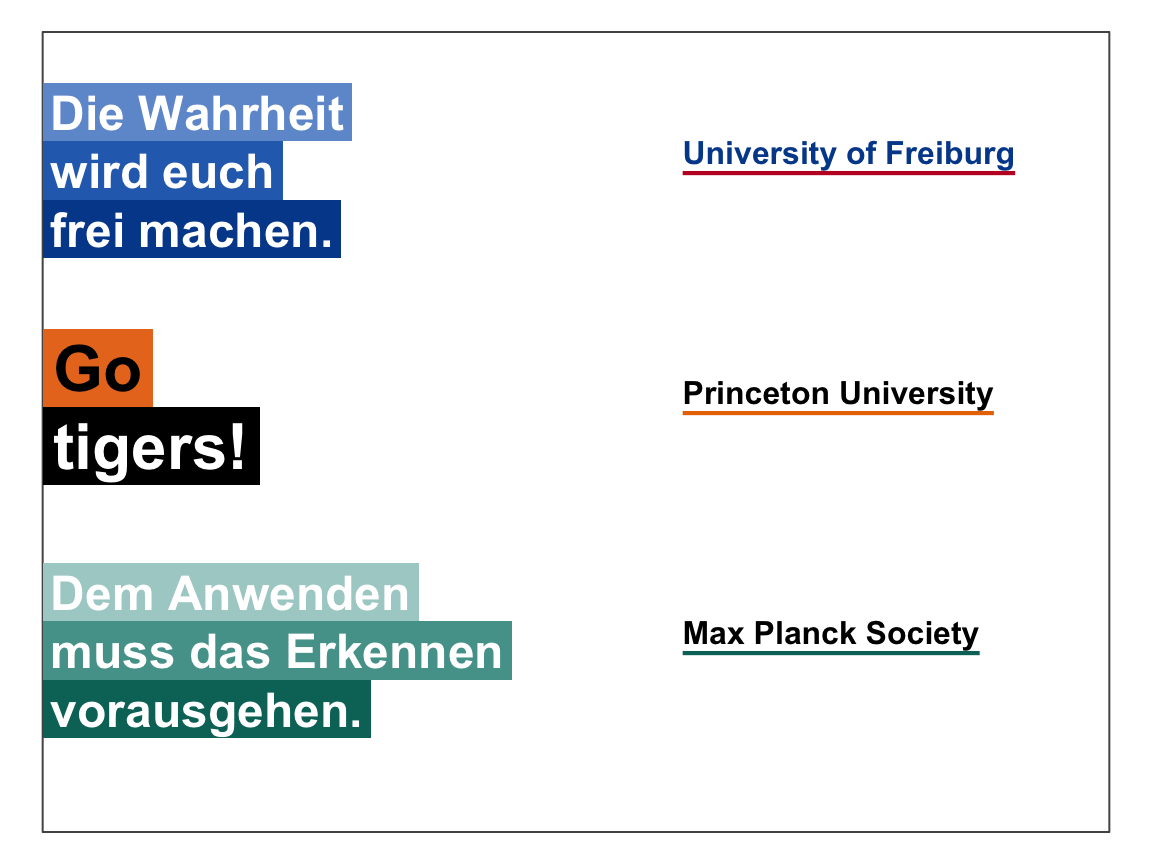 Die Wahrheit
wird euch
frei machen.
University of Freiburg
Go
tigers!
Princeton University
Dem Anwenden
muss das Erkennen
vorausgehen.
Max Planck Society